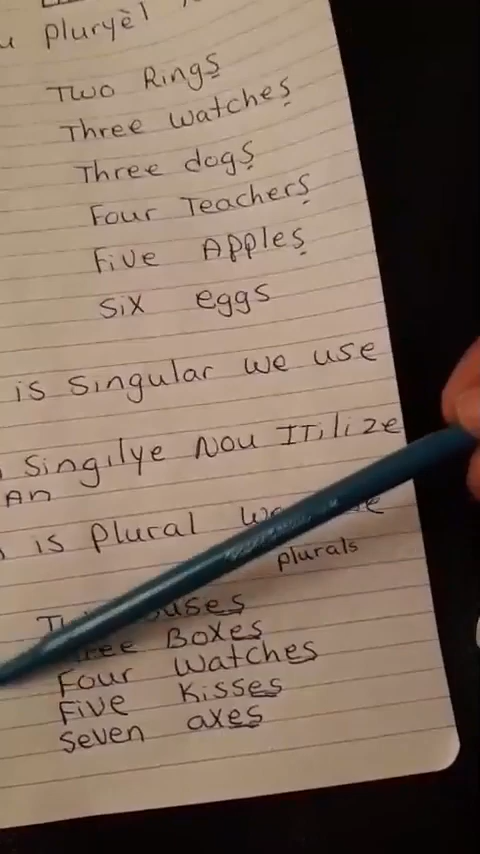 pluryèl
Two Rings
Three watches
Three dogs
Four Teachers
Five Apples
Six eggs
is singular we use
singilye Nou ITilize
An
is plural we
plurals
Boxes
Four watches
Five Kisses
Seven axes